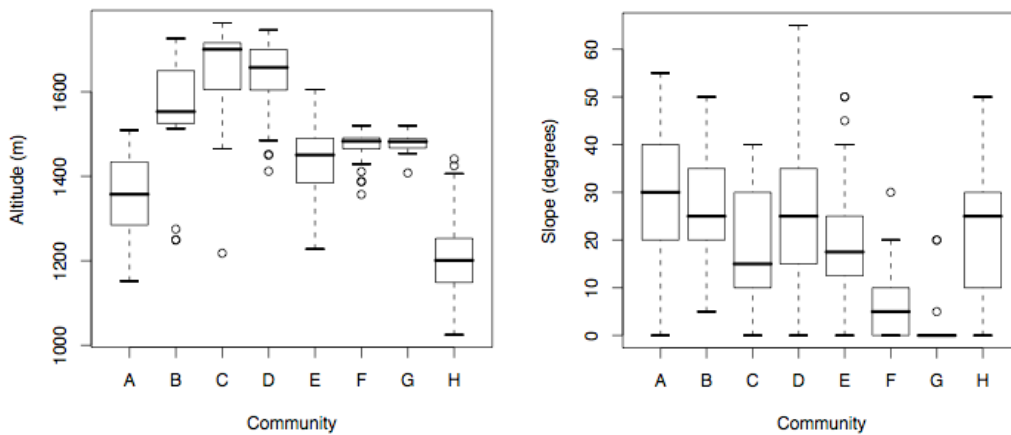 Altitude (m)
1600
1400
1200
1000
A B C D E F G H
Community
Slope (degrees)
60
50
40
30
20
10
0
A B C D E F G H
Community